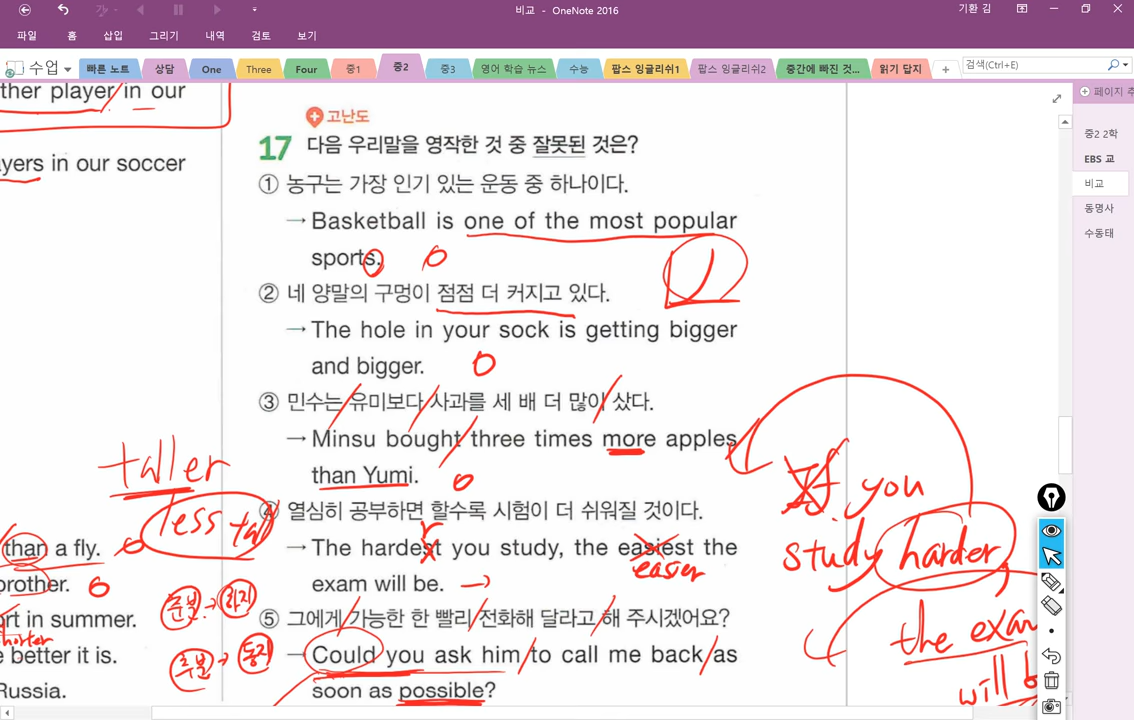 비교 - OneNote 2016
기환 김
파일 홈 삽입 그리기 내역 검토 보기
수업 빠른 노트 상담 One Three Four 중1 중2 중3 영어 학습 뉴스 수능 팝스 잉글리쉬1 팝스 잉글리쉬2 중간에 빠진 것... 읽기 답지 + 검색(Ctrl+E)
페이지 추
중2 2학
EBS 교
비교
동명사
수동태
ther player in our
ayers in our soccer
taller
less tal
than a fly.
brother.
rt in summer.
horter
e better it is.
Russia.
고난도
17 다음 우리말을 영작한 것 중 잘못된 것은?
① 농구는 가장 인기 있는 운동 중 하나이다.
→ Basketball is one of the most popular
sports.
② 네 양말의 구멍이 점점 더 커지고 있다.
→ The hole in your sock is getting bigger
and bigger.
③ 민수는 유미보다 사과를 세 배 더 많이 샀다.
→ Minsu bought three times more apples
than Yumi.
④ 열심히 공부하면 할수록 시험이 더 쉬워질 것이다.
→ The hardest you study, the easiest the
r
easier
exam will be. →
⑤ 그에게 가능한 한 빨리 전화해 달라고 해 주시겠어요?
→ Could you ask him to call me back as
soon as possible?
If you
study harder,
the exam
will b